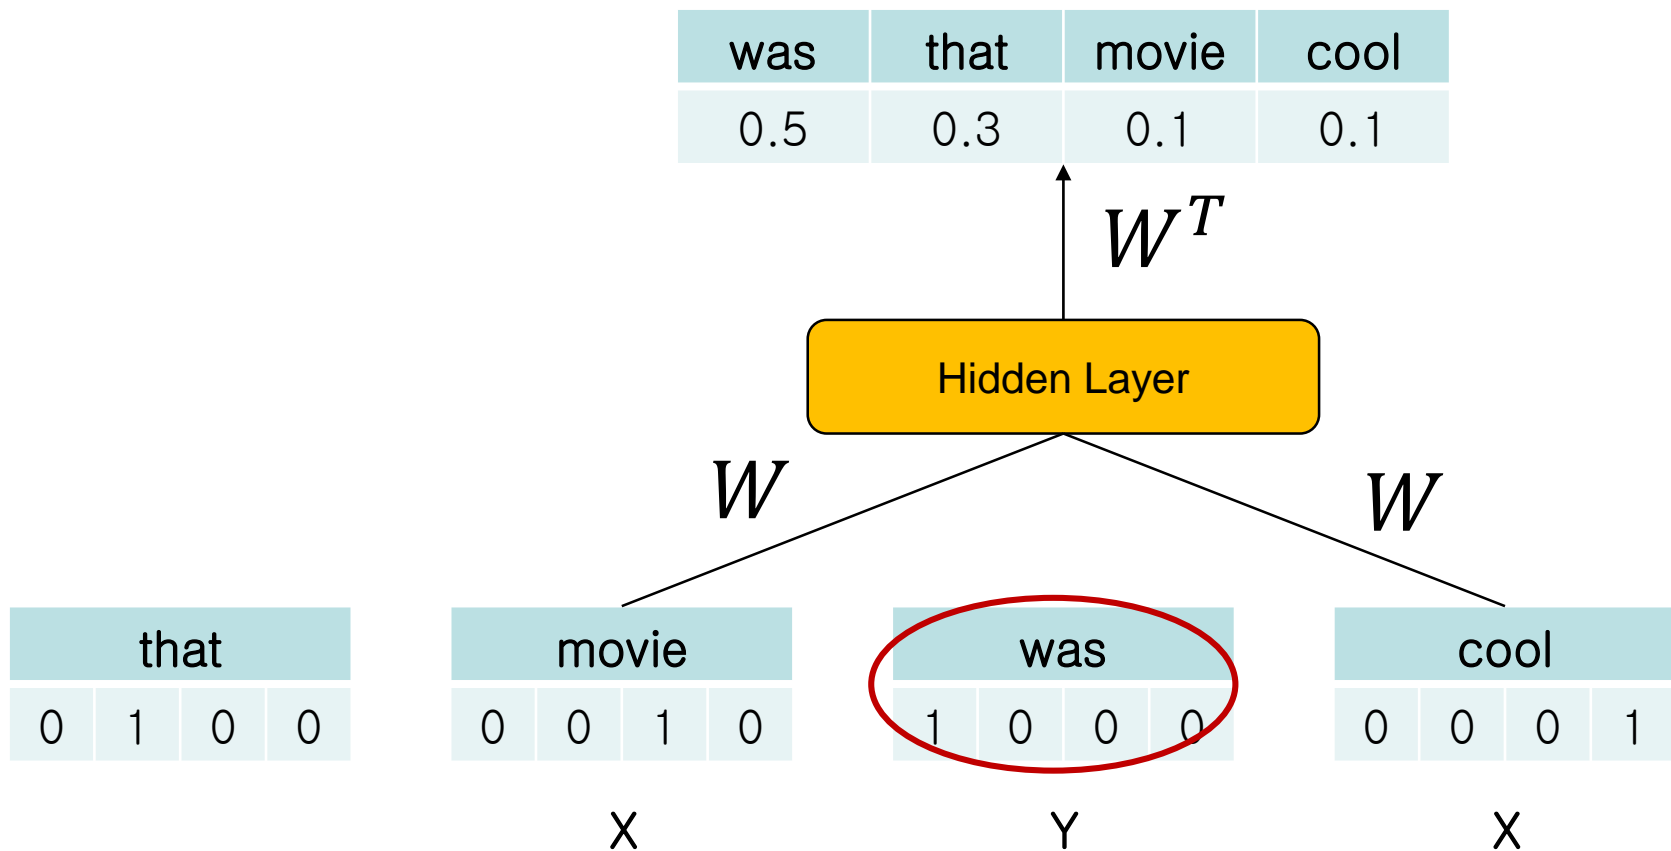 was that movie cool
0.5 0.3 0.1 0.1
W^T
Hidden Layer
W W
that movie was cool
0 1 0 0 0 0 1 0 1 0 0 0 0 0 0 1
X Y X